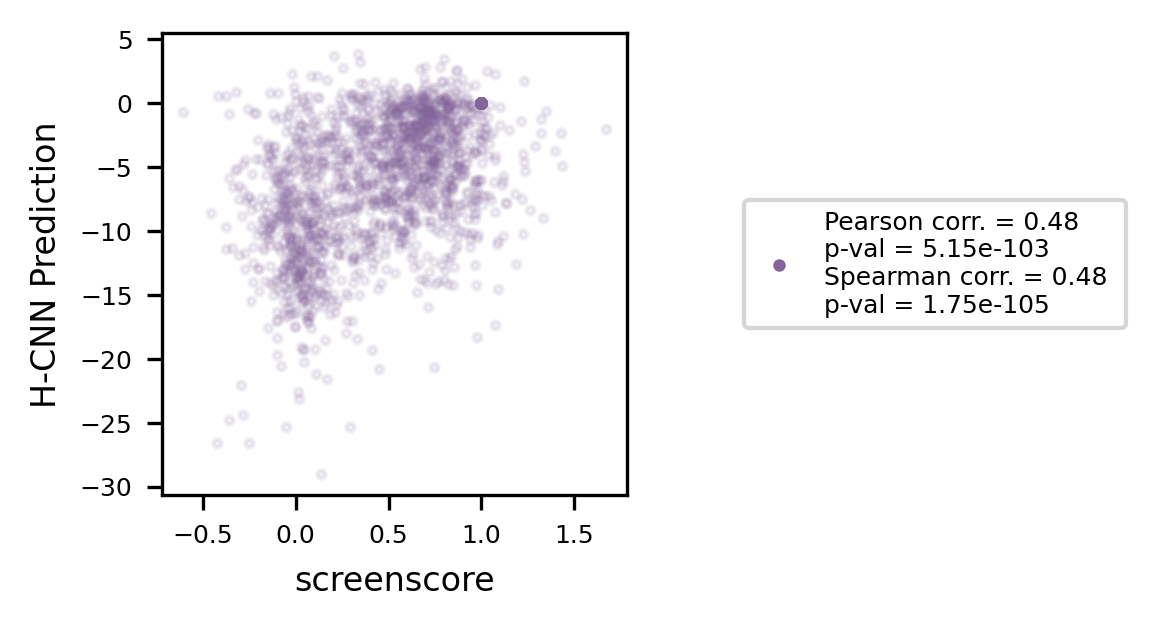 5
0
−5
−10
−15
−20
−25
−30
H-CNN Prediction
−0.5
0.0
0.5
1.0
1.5
screenscore
Pearson corr. = 0.48
p-val = 5.15e-103
Spearman corr. = 0.48
p-val = 1.75e-105